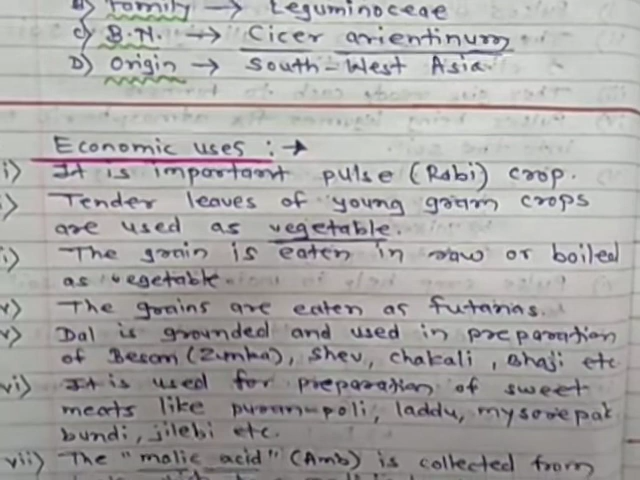 B) Family → Leguminoceae
C) B.N. → Cicer arientinum
D) Origin → South-West Asia.
Economic uses :→
i) It is important pulse (Rabi) crop.
i) Tender leaves of young gram crops
are used as vegetable.
i) The grain is eaten in raw or boiled
as vegetable.
v) The grains are eaten as futanas.
v) Dal is grounded and used in preparation
of Besan (Zunka), Shev, chakali, Bhaji etc
vi) It is used for preparation of sweet
meats like puran-poli, laddu, mysorepak
bundi, jilebi etc.
vii) The "malic acid" (Amb) is collected from